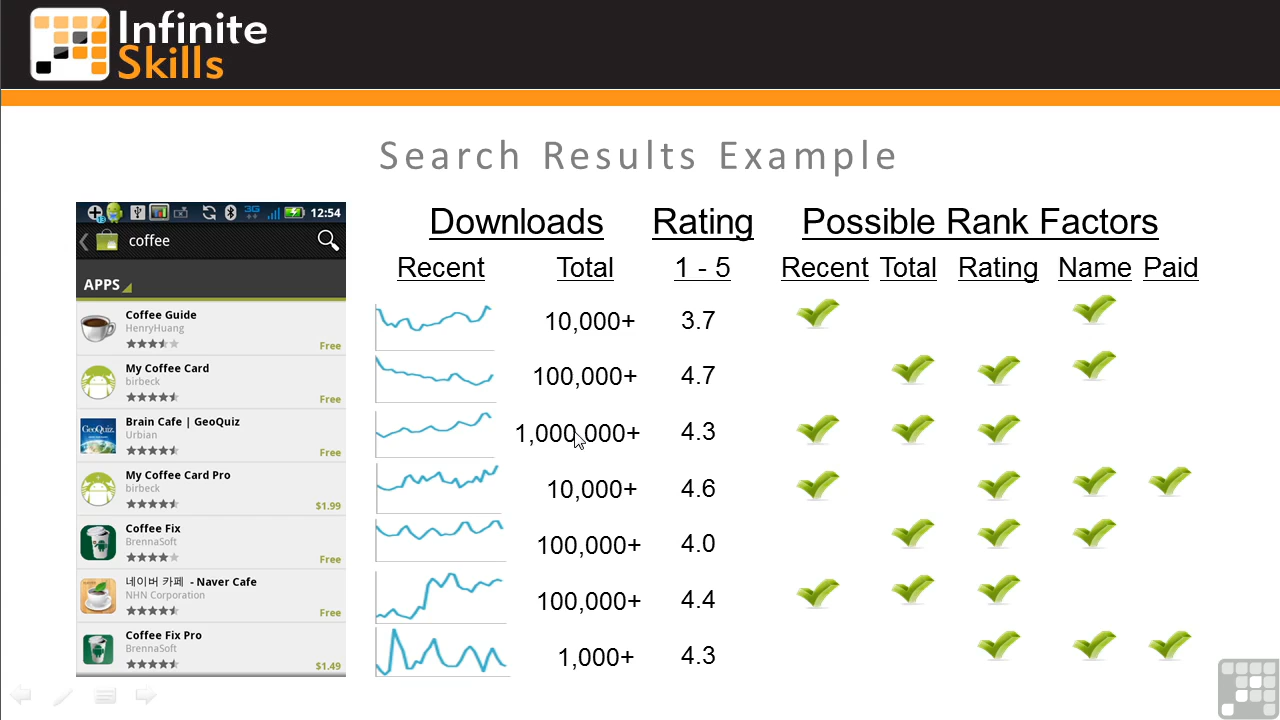 Infinite
Skills
Search Results Example
12:54
3G
coffee
APPS
Coffee Guide
HenryHuang
Free
My Coffee Card
birbeck
Free
Brain Cafe | GeoQuiz
Urbian
GeoQuiz
Free
My Coffee Card Pro
birbeck
$1.99
Coffee Fix
BrennaSoft
Free
네이버 카페 - Naver Cafe
NHN Corporation
Free
Coffee Fix Pro
BrennaSoft
$1.49
Downloads Rating Possible Rank Factors
Recent Total 1 - 5 Recent Total Rating Name Paid
10,000+ 3.7
100,000+ 4.7
1,000,000+ 4.3
10,000+ 4.6
100,000+ 4.0
100,000+ 4.4
1,000+ 4.3